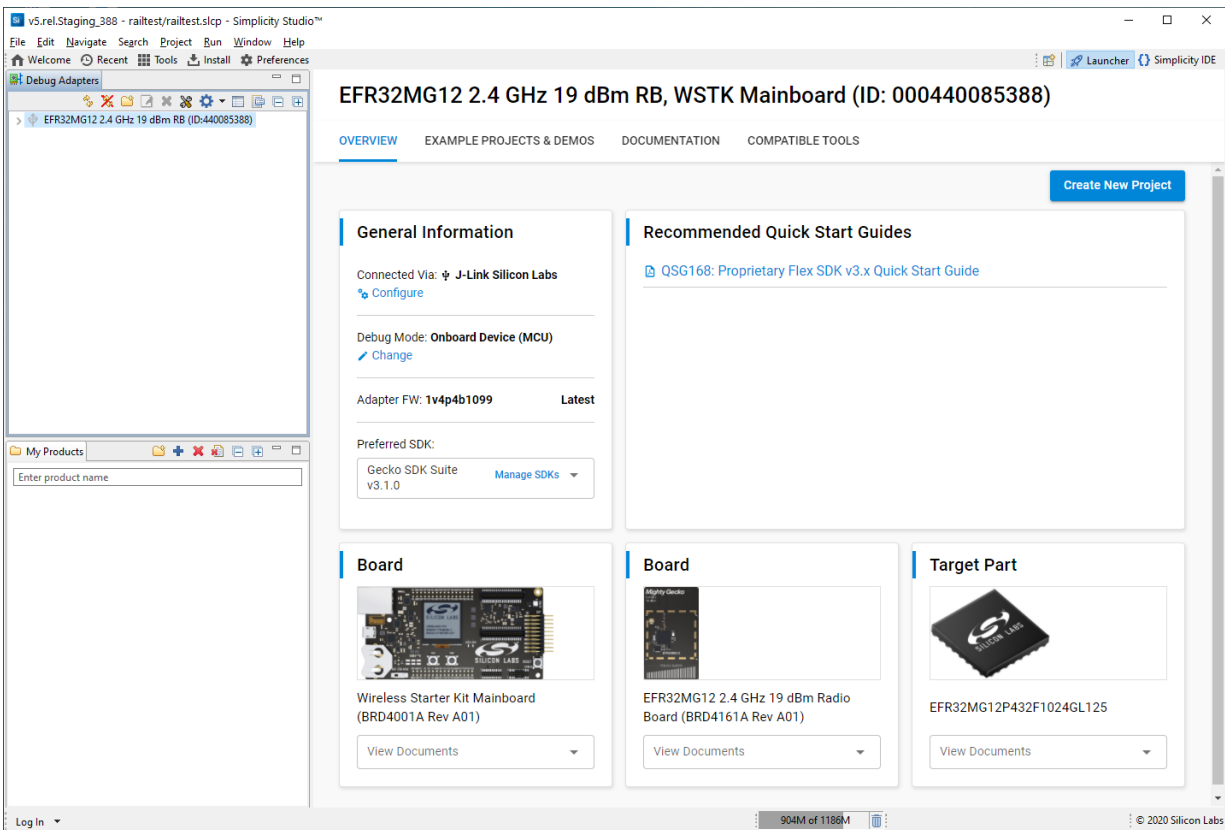 v5.rel.Staging_388 - railtest/railtest.slcp - Simplicity Studio™
File Edit Navigate Search Project Run Window Help
Welcome Recent Tools Install Preferences
Launcher Simplicity IDE
Debug Adapters
EFR32MG12 2.4 GHz 19 dBm RB (ID:440085388)
EFR32MG12 2.4 GHz 19 dBm RB, WSTK Mainboard (ID: 000440085388)
OVERVIEW EXAMPLE PROJECTS & DEMOS DOCUMENTATION COMPATIBLE TOOLS
Create New Project
General Information
Connected Via: J-Link Silicon Labs
Configure
Debug Mode: Onboard Device (MCU)
Change
Adapter FW: 1v4p4b1099 Latest
Preferred SDK:
Gecko SDK Suite
v3.1.0
Manage SDKs
Recommended Quick Start Guides
QSG168: Proprietary Flex SDK v3.x Quick Start Guide
My Products
Enter product name
Board
SILICON LABS
Wireless Starter Kit Mainboard
(BRD4001A Rev A01)
View Documents
Board
Mighty Gecko
EFR32MG12 2.4 GHz 19 dBm Radio
Board (BRD4161A Rev A01)
View Documents
Target Part
SILICON LABS
EFR32MG12P432F1024GL125
View Documents
Log In
904M of 1186M
© 2020 Silicon Labs